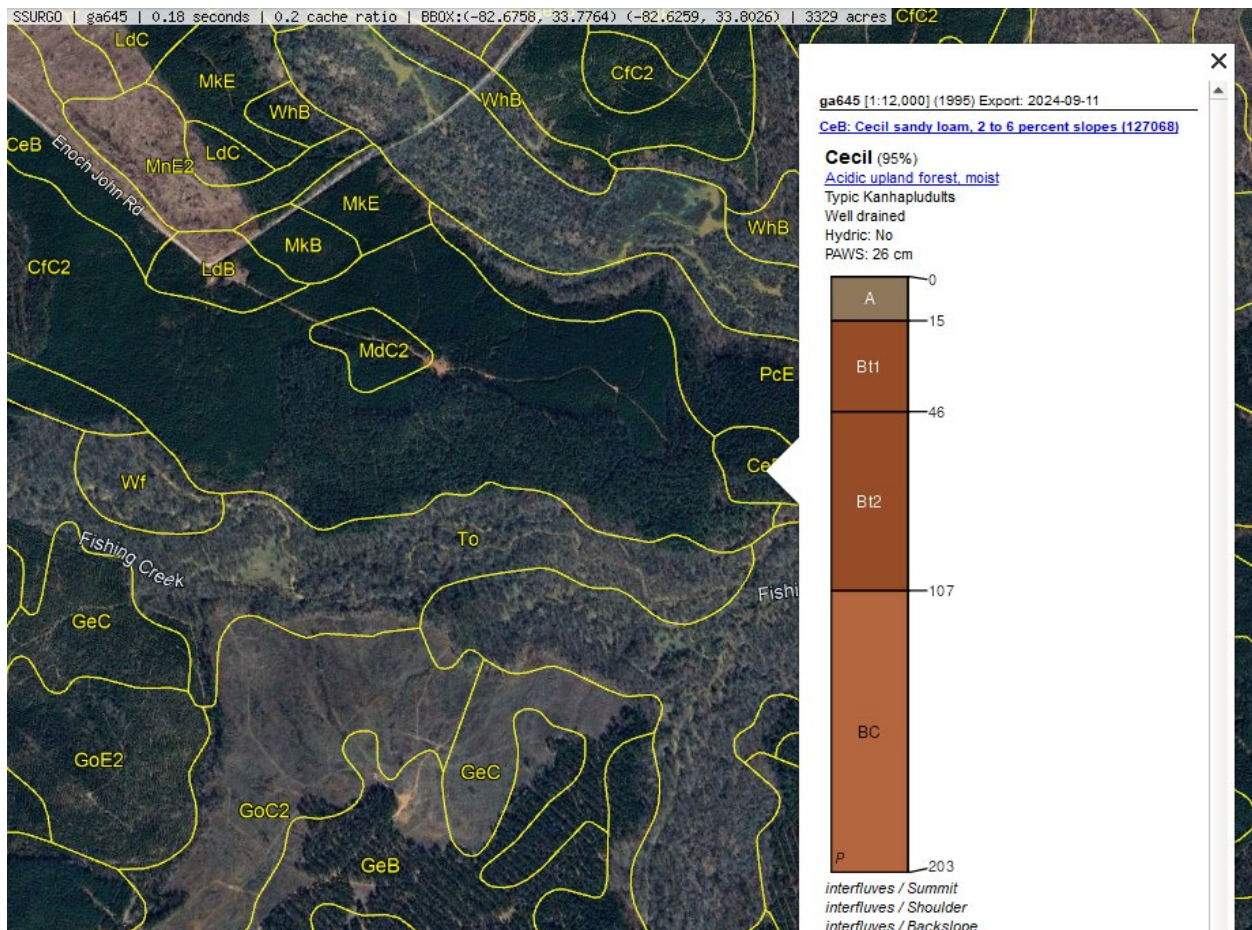 SSURGO | ga645 | 0.18 seconds | 0.2 cache ratio | BBOX:(-82.6758, 33.7764) (-82.6259, 33.8026) | 3329 acres
CfC2
LdC
MkE
WhB
CfC2
WhB
CeB
Enoch John Rd
MnE2
LdC
MkE
WhB
MkB
CfC2
LdB
MdC2
PcE
Wf
To
Fishing Creek
Fishi
GeC
GoE2
GeC
GoC2
GeB
ga645 [1:12,000] (1995) Export: 2024-09-11
CeB: Cecil sandy loam, 2 to 6 percent slopes (127068)
Cecil (95%)
Acidic upland forest, moist
Typic Kanhapludults
Well drained
Hydric: No
PAWS: 26 cm
0
A
15
Bt1
46
Bt2
107
BC
P
203
interfluves / Summit
interfluves / Shoulder
interfluves / Backslope